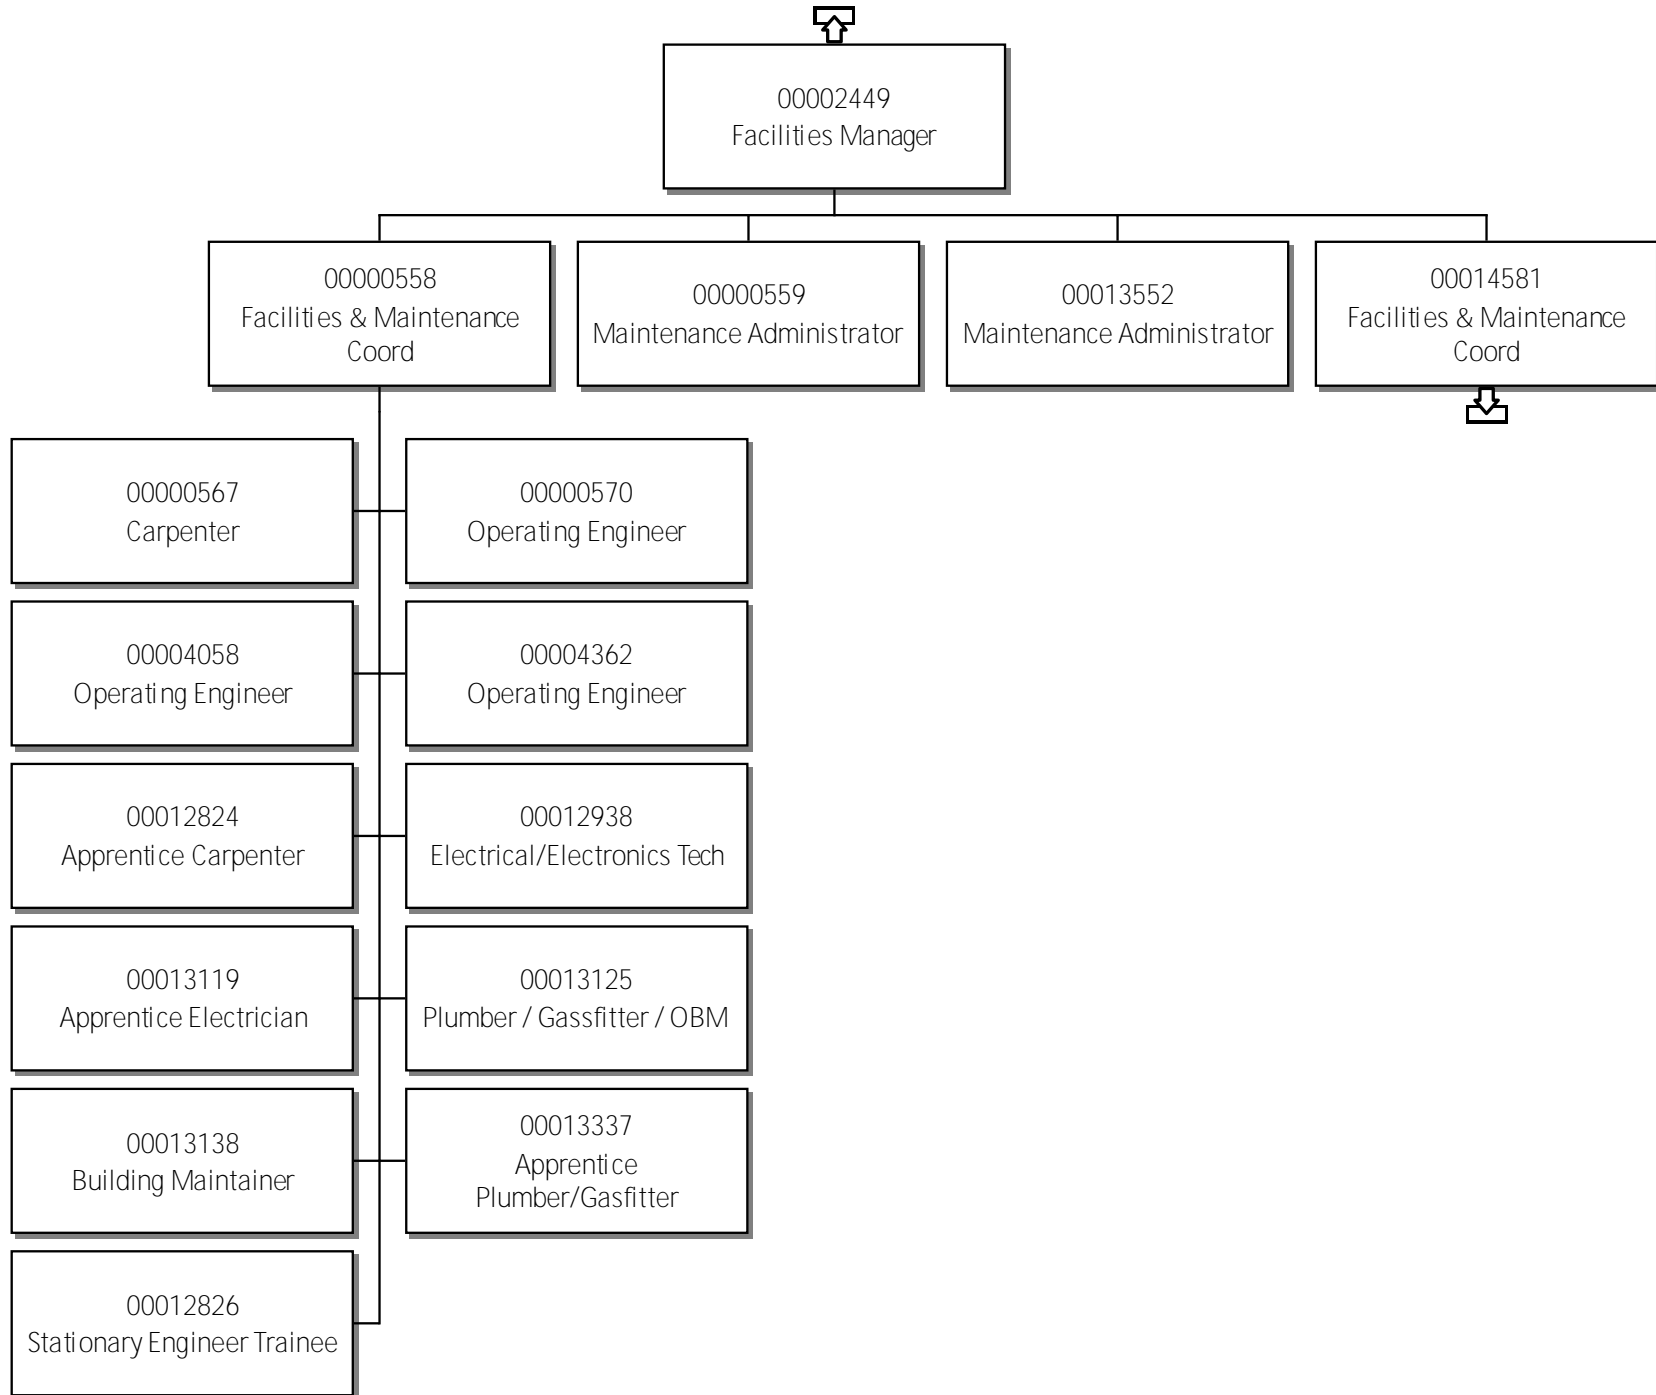 00002449
Facilities Manager
00000558
Facilities & Maintenance
Coord
00000559
Maintenance Administrator
00013552
Maintenance Administrator
00014581
Facilities & Maintenance
Coord
00000567
Carpenter
00000570
Operating Engineer
00004058
Operating Engineer
00004362
Operating Engineer
00012824
Apprentice Carpenter
00012938
Electrical/Electronics Tech
00013119
Apprentice Electrician
00013125
Plumber / Gassfitter / OBM
00013138
Building Maintainer
00013337
Apprentice
Plumber/Gasfitter
00012826
Stationary Engineer Trainee